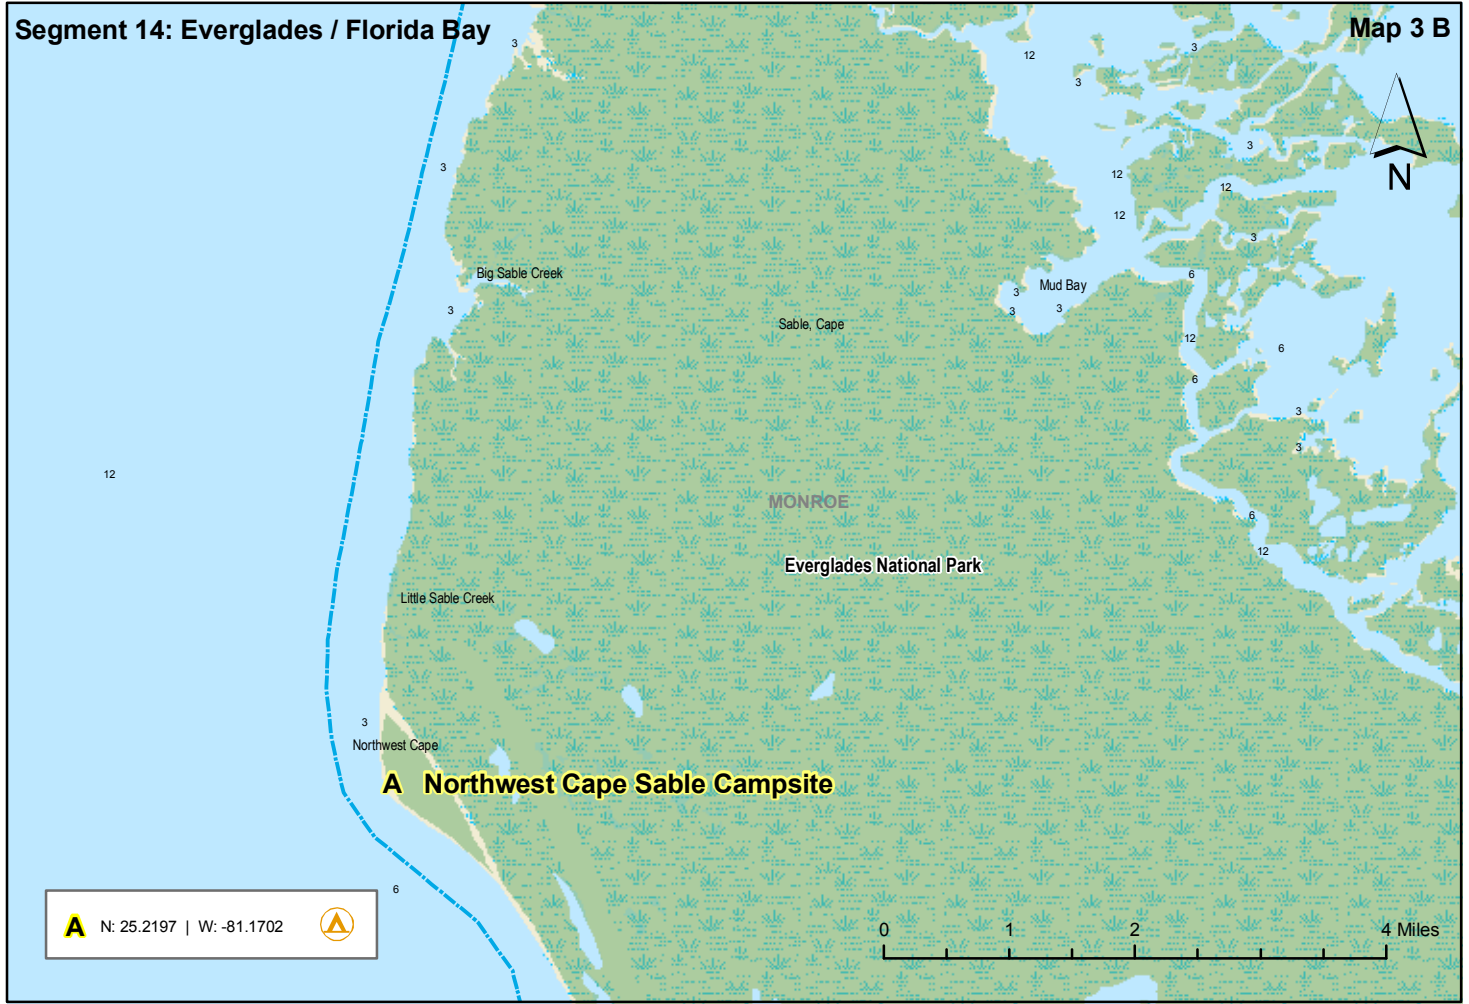 Segment 14: Everglades / Florida Bay
Map 3 B
3
12
3
3
3
3
12
N
12
12
3
Big Sable Creek
6
Mud Bay
3
3
3
3
Sable, Cape
12
6
6
3
3
12
MONROE
6
12
Everglades National Park
Little Sable Creek
3
Northwest Cape
A Northwest Cape Sable Campsite
6
A N: 25.2197 | W: -81.1702
0 1 2 4 Miles